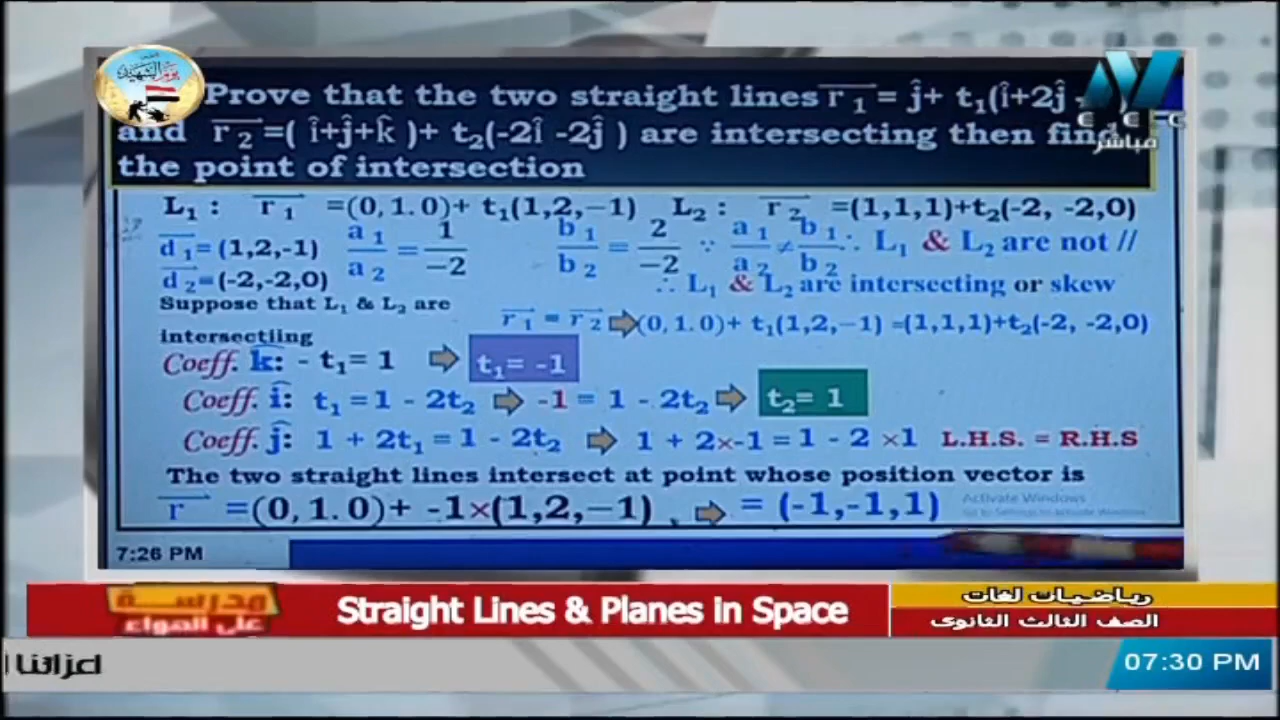 يوم الشهيد
Prove that the two straight lines r₁ = ĵ+ t₁(î+2ĵ
and r₂=( î+ĵ+k̂ )+ t₂(-2î -2ĵ ) are intersecting then find
the point of intersection
مباشر
L₁ : r₁ =(0,1.0)+ t₁(1,2,−1) L₂ : r₂ =(1,1,1)+t₂(-2, -2,0)
d₁= (1,2,-1) a₁/a₂ = 1/−2 b₁/b₂ = 2/−2 ∵ a₁/a₂ ≠ b₁/b₂ ∴ L₁ & L₂ are not //
d₂=(-2,-2,0) ∴ L₁ & L₂ are intersecting or skew
Suppose that L₁ & L₂ are
intersectiing r₁ = r₂ ⇨ (0,1.0)+ t₁(1,2,−1) =(1,1,1)+t₂(-2, -2,0)
Coeff. k̂: - t₁= 1 ⇨ t₁= -1
Coeff. î: t₁ =1 - 2t₂ ⇨ -1 = 1 - 2t₂ ⇨ t₂= 1
Coeff. ĵ: 1 + 2t₁ = 1 - 2t₂ ⇨ 1 + 2×-1 = 1 - 2 ×1 L.H.S. = R.H.S
The two straight lines intersect at point whose position vector is
r =(0,1.0)+ -1×(1,2,−1) , ⇨ = (-1,-1,1)
Activate Windows
7:26 PM
مدرسة
على الهواء
Straight Lines & Planes in Space
رياضيات لغات
الصف الثالث الثانوى
اعزائنا
07:30 PM